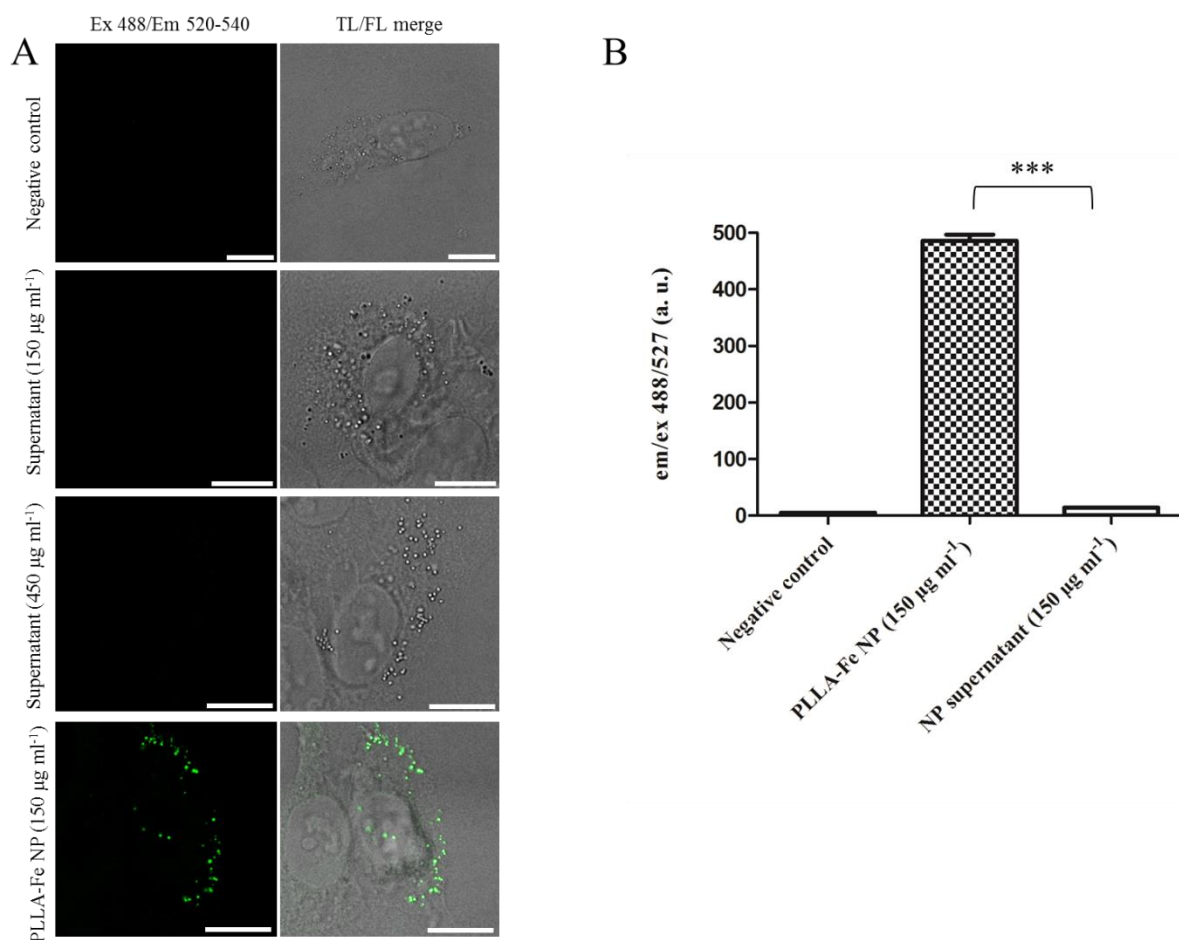 Ex 488/Em 520-540
TL/FL merge
A
Negative control
Supernatant (150 µg ml⁻¹)
Supernatant (450 µg ml⁻¹)
PLLA-Fe NP (150 µg ml⁻¹)
B
***
em/ex 488/527 (a. u.)
500
400
300
200
100
0
Negative control
PLLA-Fe NP (150 µg ml⁻¹)
NP supernatant (150 µg ml⁻¹)